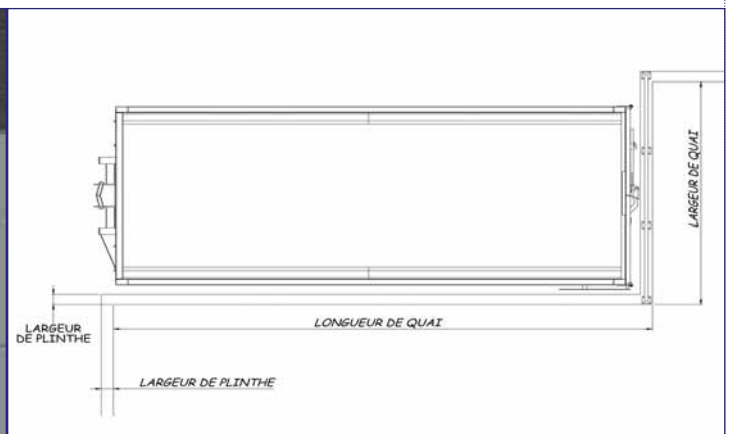 LARGEUR DE QUAI
LONGUEUR DE QUAI
LARGEUR
DE PLINTHE
LARGEUR DE PLINTHE